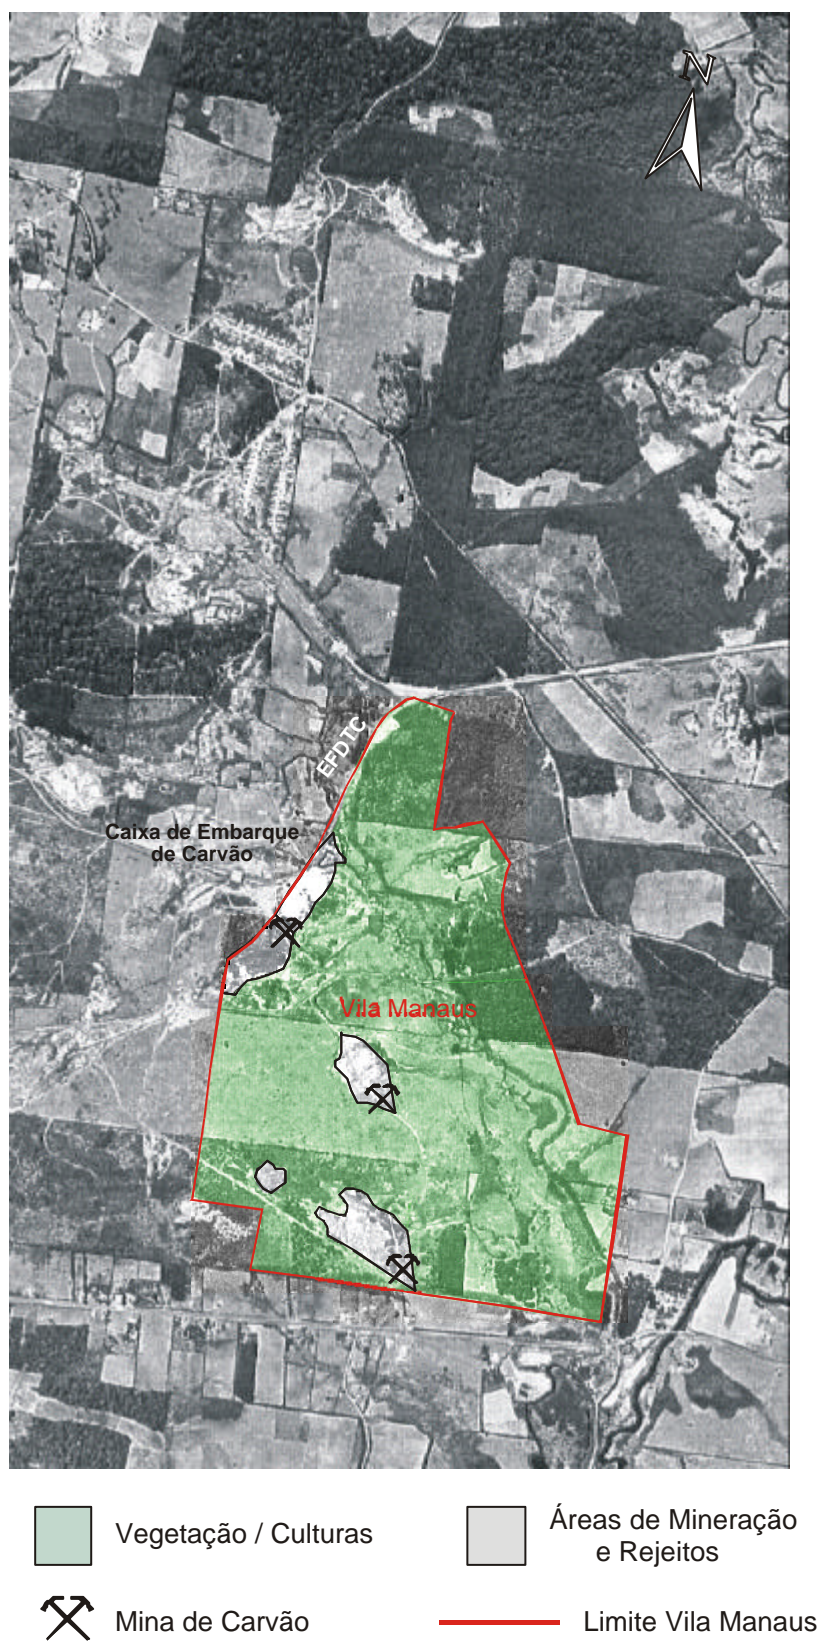 N
EFDTC
Caixa de Embarque
de Carvão
Vila Manaus
Vegetação / Culturas
Áreas de Mineração
e Rejeitos
Mina de Carvão
Limite Vila Manaus